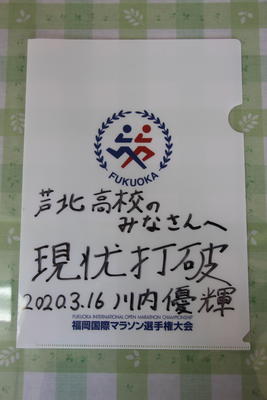 FUKUOKA
芦北高校の
みなさんへ
現状打破
2020.3.16 川内優輝
FUKUOKA INTERNATIONAL OPEN MARATHON CHAMPIONSHIP
福岡国際マラソン選手権大会